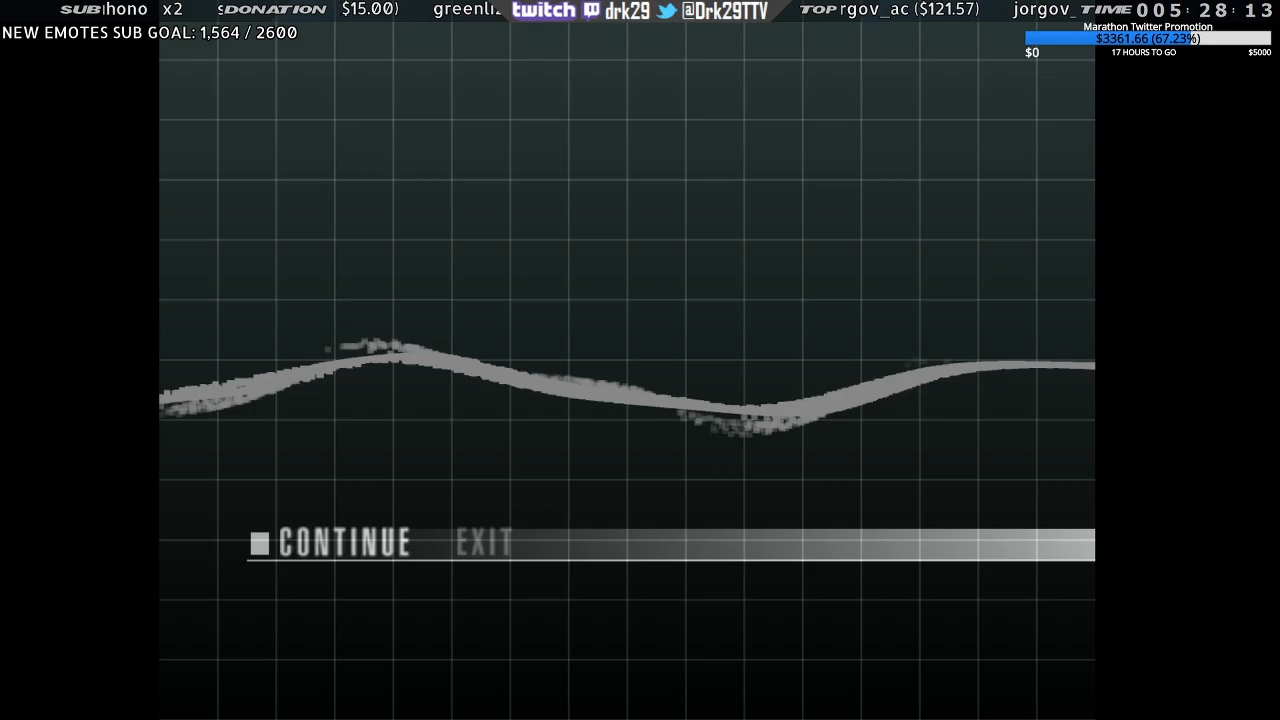 SUB hono x2 DONATION $15.00) greenli twitch drk29 @Drk29TTV TOP rgov_ac ($121.57) jorgov_ TIME 005:28:13
NEW EMOTES SUB GOAL: 1,564 / 2600
Marathon Twitter Promotion
$3361.66 (67.23%)
$0 17 HOURS TO GO $5000
CONTINUE EXIT